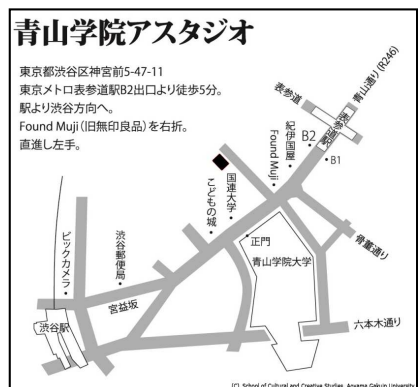 青山学院アスタジオ
東京都渋谷区神宮前5-47-11
東京メトロ表参道駅B2出口より徒歩5分。
駅より渋谷方向へ。
Found Muji(旧無印良品)を右折。
直進し左手。
青山通り(R246)
表参道
表参道駅
B2
B1
紀伊国屋
Found Muji
国連大学
こどもの城
骨董通り
正門
青山学院大学
渋谷郵便局
ビックカメラ
宮益坂
渋谷駅
六本木通り
(C) School of Cultural and Creative Studies, Aoyama Gakuin University